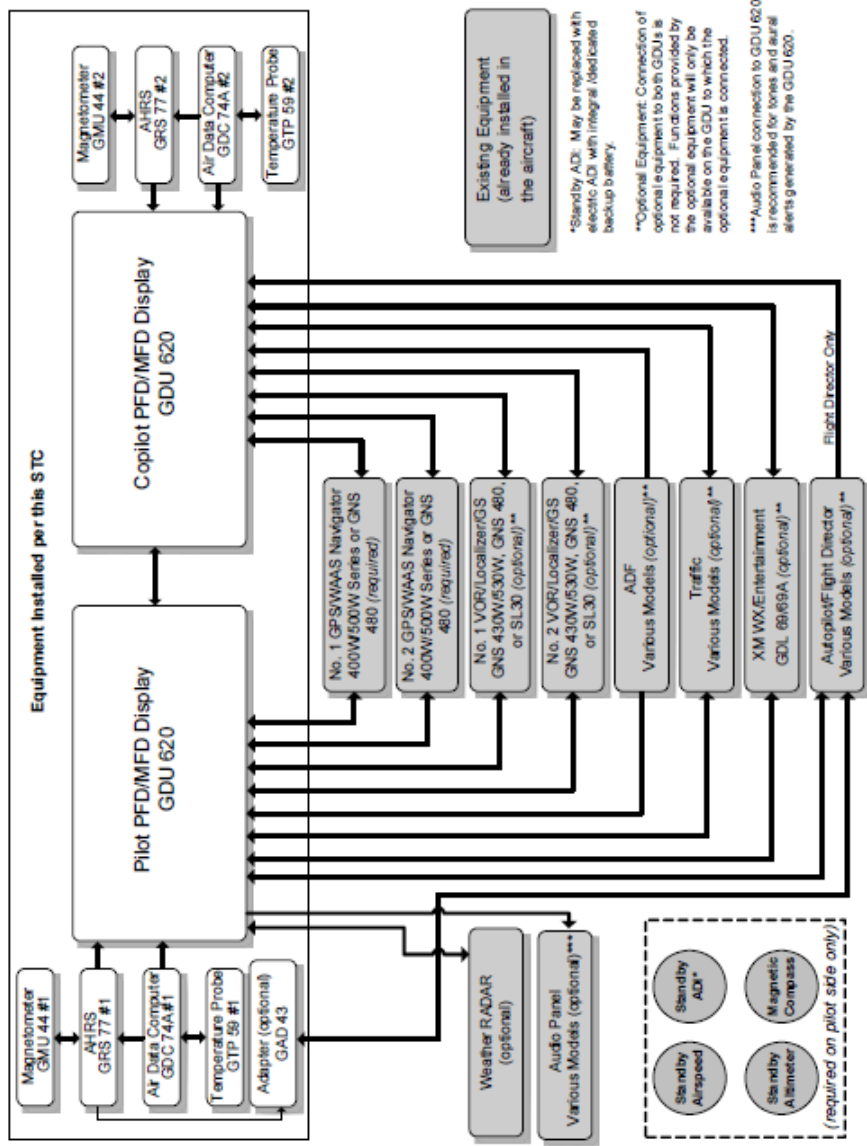 Equipment Installed per this STC
Magnetometer
GMU 44 #1
AHRS
GRS 77 #1
Air Data Computer
GDC 74A #1
Temperature Probe
GTP 59 #1
Adapter (optional)
GAD 43
Pilot PFD/MFD Display
GDU 620
Copilot PFD/MFD Display
GDU 620
Magnetometer
GMU 44 #2
AHRS
GRS 77 #2
Air Data Computer
GDC 74A #2
Temperature Probe
GTP 59 #2
Weather RADAR
(optional)
Audio Panel
Various Models (optional)***
No. 1 GPS/WAAS Navigator
400W/500W Series or GNS
480 (required)
No. 2 GPS/WAAS Navigator
400W/500W Series or GNS
480 (required)
No. 1 VOR/Localizer/GS
GNS 430W/530W, GNS 480,
or SL30 (optional)**
No. 2 VOR/Localizer/GS
GNS 430W/530W, GNS 480,
or SL30 (optional)**
ADF
Various Models (optional)**
Traffic
Various Models (optional)**
XM WX/Entertainment
GDL 69/69A (optional)**
Autopilot/Flight Director
Various Models (optional)**
Flight Director Only
Standby
Airspeed
Standby
ADI*
Standby
Altimeter
Magnetic
Compass
(required on pilot side only)
Existing Equipment
(already installed in
the aircraft)
*Standby ADI: May be replaced with
electric ADI with integral /dedicated
backup battery.
**Optional Equipment: Connection of
optional equipment to both GDUs is
not required. Functions provided by
the optional equipment will only be
available on the GDU to which the
optional equipment is connected.
***Audio Panel connection to GDU 620
is recommended for tones and aural
alerts generated by the GDU 620.